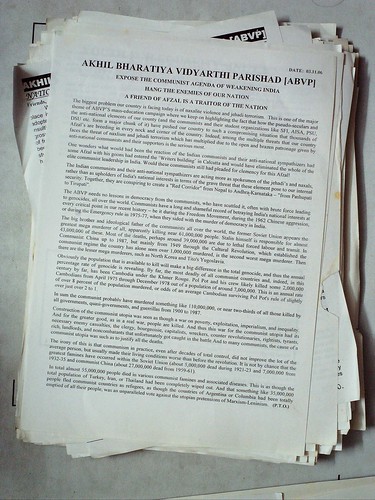 [ABVP]
AKHI
NATIO
Friends,
DATE: 02.11.06
AKHIL BHARATIYA VIDYARTHI PARISHAD [ABVP]
EXPOSE THE COMMUNIST AGENDA OF WEAKENING INDIA
HANG THE ENEMIES OF OUR NATION
A FRIEND OF AFZAL IS A TRAITOR OF THE NATION
The biggest problem our country is facing today is of naxalite violence and jehadi-terrorism. This is one of the major
theme of ABVP's union-education campaign where we keep on highlighting the fact that how the pseudo-secularists and
the anti-national elements of our country (and the communists and their student organizations like SFI, AISA, PSU,
DSU etc. form a major chunk of it) have pushed our country to such a compromising situation that thousands of
Afzal's are breeding in every nook and corner of the country. Indeed, among the multiple threats that our country
faces the threat of naxalism and jehadi terrorism which has multiplied due to the open and brazen patronage given by
anti-national communists and their supporters is the serious most.
One wonders what would had been the reaction of the Indian communists and their anti-national sympathizers had
some Afzal with his goons had entered the 'Writers building' in Calcutta and would have eliminated the whole of the
elite communist leadership in India. Would these communists still had pleaded for clemency for this Afzal!
The Indian communists and their anti-national sympathizers are acting more as spokesmen of the jehadi's and naxals,
rather than as upholders of India's national interests in terms of the grave threat that these element pose to our internal
security. Together, they are conspiring to create a "Red Corridor" from Nepal to Andhra, Karnataka – "from Pashupati
to Tirupati"
The ABVP needs no lessons in democracy from the communists, who have scuttled it, often with brute force leading
to genocides, all over the world. Communists have a long and shameful record of betraying India's national interests at
every critical point in our recent history – be it during the Freedom Movement, during the 1962 Chinese aggression,
or during the Emergency rule in 1975-77, when they sided with the murder of democracy in India.
The big brother and ideological father of the communists all over the world, the former Soviet Union appears the
greatest mega murderer of all, apparently killing near 61,000,000 people. Stalin himself is responsible for almost
43,000,000 of these. Most of the deaths, perhaps around 39,000,000 are due to lethal forced labour and transit
China up to 1987, but mainly from 1949 through the Cultural Revolution, which established the
communist regime the country has alone seen over 1,000,000 murdered, is the second worst mega murderer. Then
there are the lesser mega murders, such as North Korea and Tito's Yugoslavia.
Obviously the population that is available to kill will make a big difference in the total genocide, and thus the annual
percentage rate of genocide is revealing. By far, the most deadly of all communist countries and, indeed, in this
century by far, has been Cambodia under the Khmer Rouge. Pol Pot and his crew likely killed some 2,000,000
Cambodians from April 1975 through December 1978 out of a population of around 7,000,000. This is an annual rate
of over 8 percent of the population murdered, or odds of an average Cambodian surviving Pol Pot's rule of slightly
over just over 2 to 1.
In sum the communist probably have murdered something like 110,000,000, or near two-thirds of all those killed by
all governments, quasi-governments, and guerrillas from 1900 to 1987.
Construction of the communist utopia was seen as though a war on poverty, exploitation, imperialism, and inequality.
And for the greater good, as in a real war, people are killed. And thus this war for the communist utopia had its
necessary enemy casualties, the clergy, bourgeoisie, capitalists, wreckers, counter revolutionaries, rightists, tyrants,
rich, landlords, and noncombatants that unfortunately got caught in the battle. And to many communists, the cause of a
communist utopia was such as to justify all the deaths.
The irony of this is that communism in practice, even after decades of total control, did not improve the lot of the
average person, but usually made their living conditions worse than before the revolution. It is not by chance that the
greatest famines have occurred within the Soviet Union (about 5,000,000 dead during 1921-23 and 7,000,000 from
1932-33) and communist China (about 27,000,000 dead from 1959-61)
In total almost 55,000,000 people died in various communist famines and associated diseases. This is as though the
total population of Turkey, Iran, or Thailand had been completely wiped out. And that something like 35,000,000
people fled communist countries as refugees, as though the countries of Argentina or Columbia had been totally
emptied of all their people, was an unparalleled vote against the utopian pretensions of Marxism-Leninism. (P.T.O.)